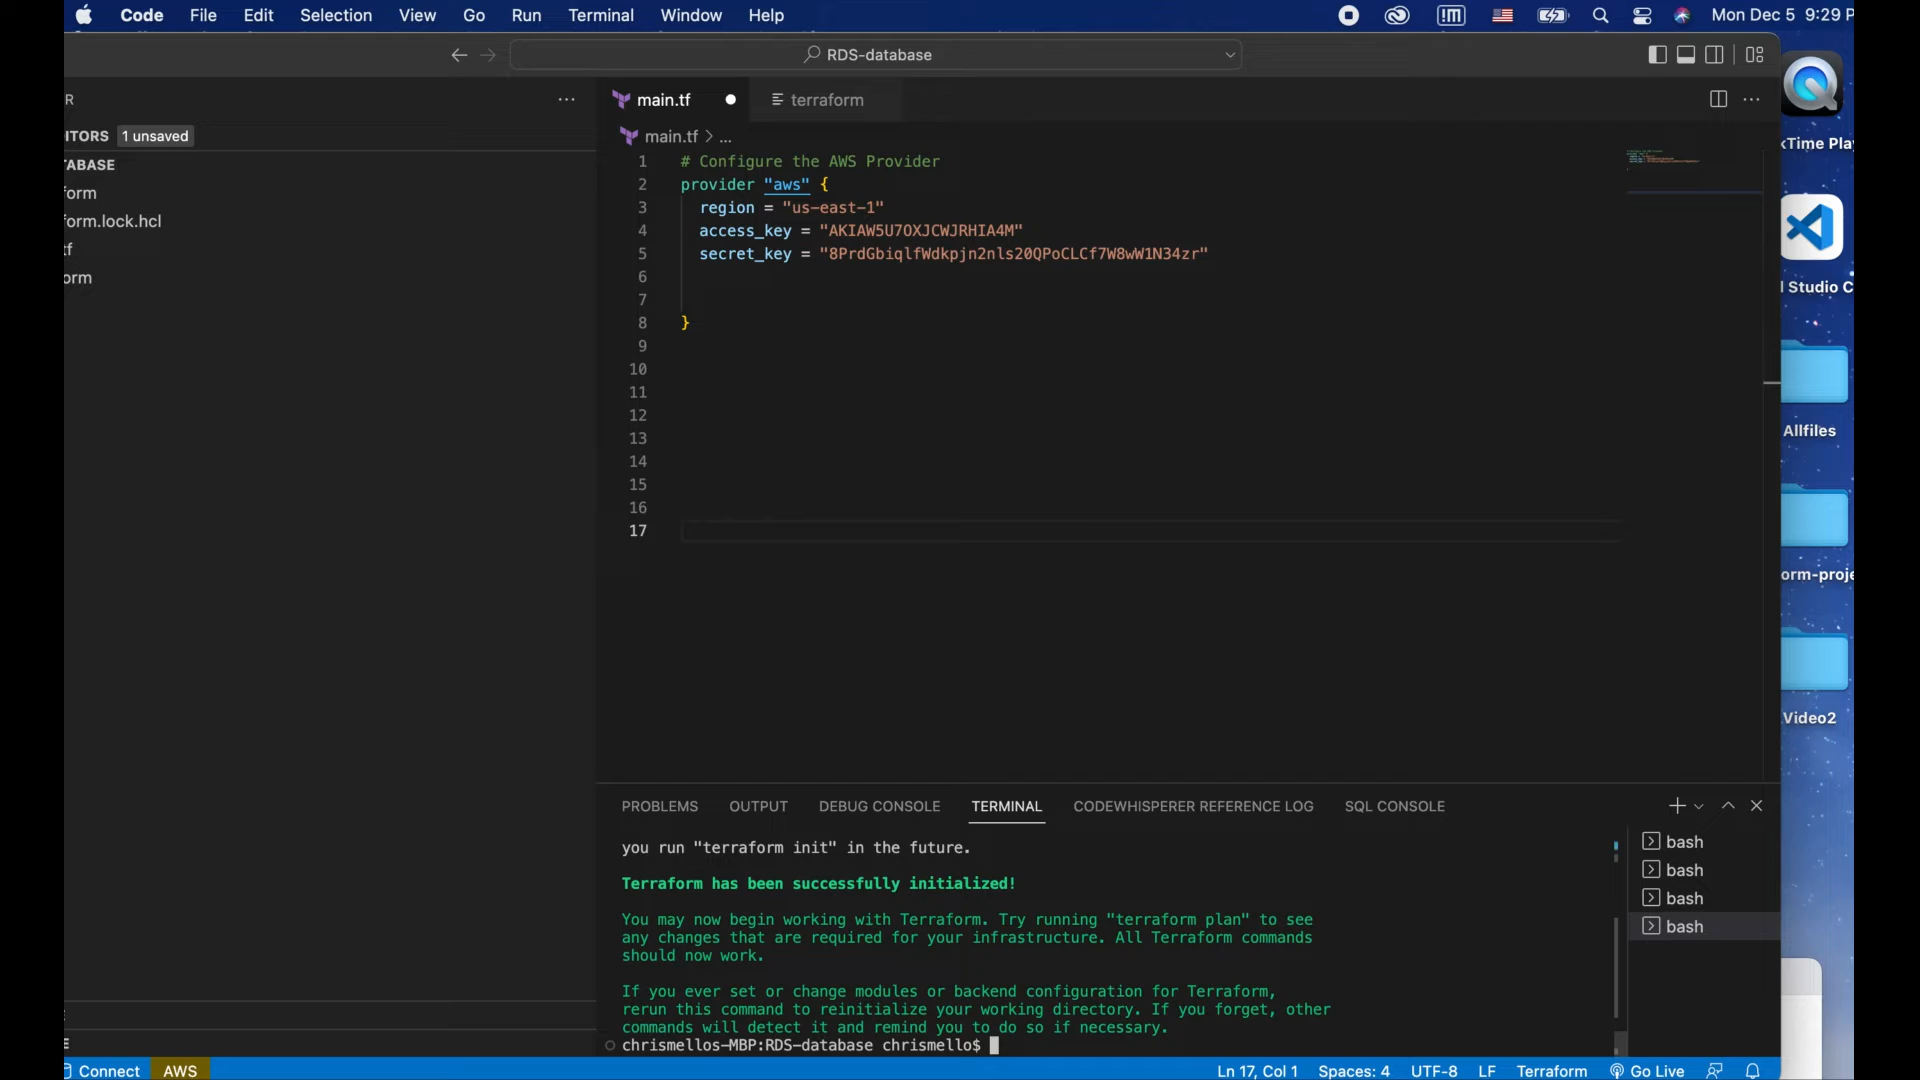 Code File Edit Selection View Go Run Terminal Window Help Mon Dec 5 9:29 P
RDS-database
R
main.tf terraform
ITORS 1 unsaved
main.tf > ...
TABASE
form
form.lock.hcl
tf
orm
1 # Configure the AWS Provider
2 provider "aws" {
3 region = "us-east-1"
4 access_key = "AKIAW5U7OXJCWJRHIA4M"
5 secret_key = "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"
6
7
8 }
9
10
11
12
13
14
15
16
17
kTime Pla
l Studio C
Allfiles
orm-proje
Video2
PROBLEMS OUTPUT DEBUG CONSOLE TERMINAL CODEWHISPERER REFERENCE LOG SQL CONSOLE
you run "terraform init" in the future.
Terraform has been successfully initialized!
You may now begin working with Terraform. Try running "terraform plan" to see
any changes that are required for your infrastructure. All Terraform commands
should now work.
If you ever set or change modules or backend configuration for Terraform,
rerun this command to reinitialize your working directory. If you forget, other
commands will detect it and remind you to do so if necessary.
chrismellos-MBP:RDS-database chrismello$
bash
bash
bash
bash
Connect AWS Ln 17, Col 1 Spaces: 4 UTF-8 LF Terraform Go Live